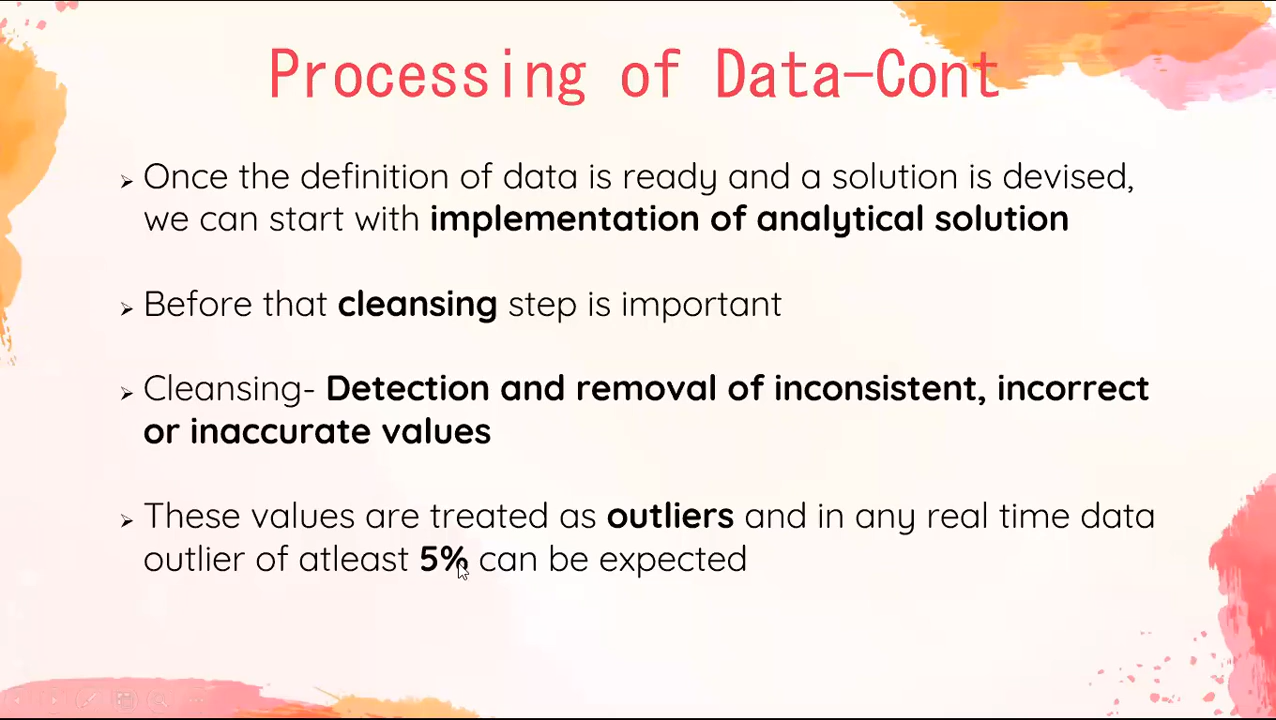 Processing of Data-Cont
➢ Once the definition of data is ready and a solution is devised,
we can start with implementation of analytical solution
➢ Before that cleansing step is important
➢ Cleansing- Detection and removal of inconsistent, incorrect
or inaccurate values
➢ These values are treated as outliers and in any real time data
outlier of atleast 5% can be expected